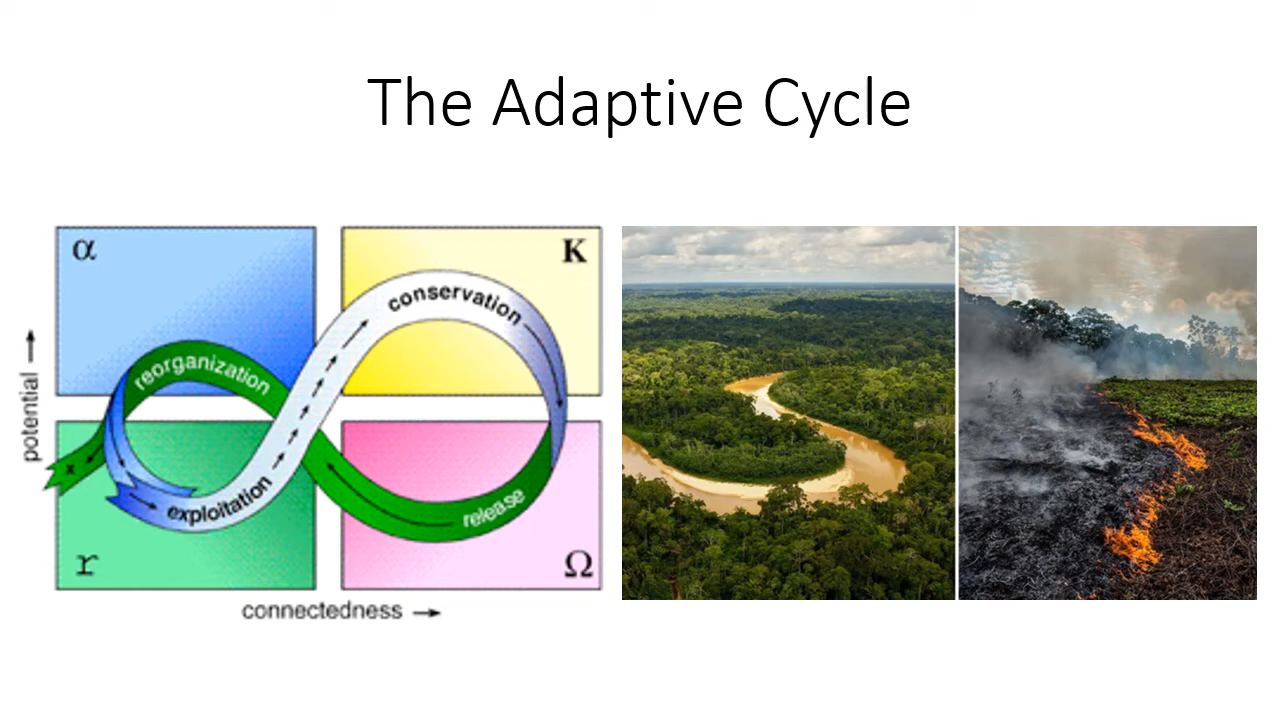 The Adaptive Cycle
α
K
conservation
reorganization
potential
x
exploitation
release
r
Ω
connectedness